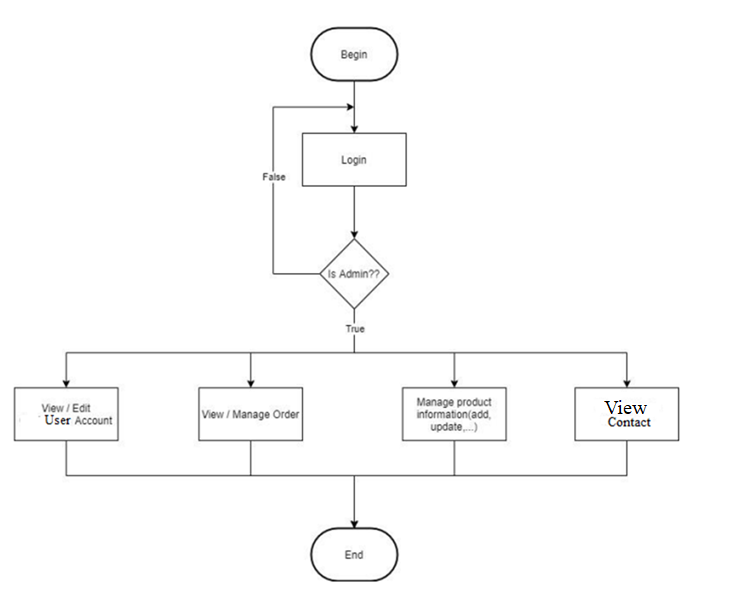 Begin
Login
False
Is Admin??
True
View / Edit
User Account
View / Manage Order
Manage product
information(add,
update,...)
View
Contact
End